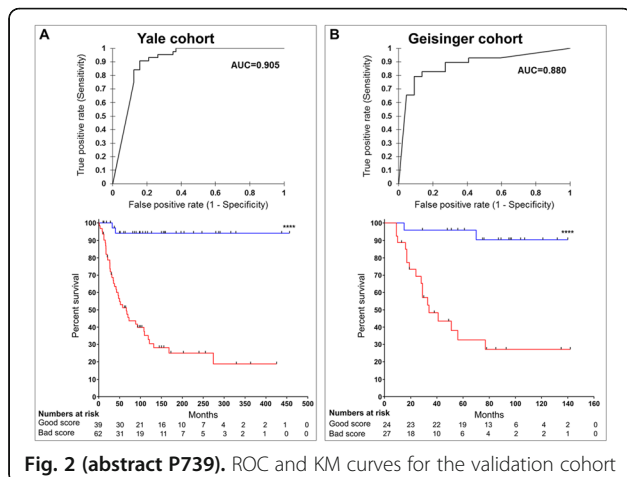 A
Yale cohort
True positive rate (Sensitivity)
1
0.9
0.8
0.7
0.6
0.5
0.4
0.3
0.2
0.1
0
AUC=0.905
0 0.2 0.4 0.6 0.8 1
False positive rate (1 - Specificity)
Percent survival
100
90
80
70
60
50
40
30
20
10
0
****
0 50 100 150 200 250 300 350 400 450 500
Numbers at risk Months
Good score 39 30 21 16 10 7 4 2 2 1 0
Bad score 62 31 19 11 7 5 3 2 1 0 0
B
Geisinger cohort
True positive rate (Sensitivity)
1
0.9
0.8
0.7
0.6
0.5
0.4
0.3
0.2
0.1
0
AUC=0.880
0 0.2 0.4 0.6 0.8 1
False positive rate (1 - Specificity)
Percent survival
100
90
80
70
60
50
40
30
20
10
0
****
0 20 40 60 80 100 120 140 160
Numbers at risk Months
Good score 24 23 22 19 13 6 4 2 0
Bad score 27 18 10 6 4 2 2 1 0
Fig. 2 (abstract P739). ROC and KM curves for the validation cohort